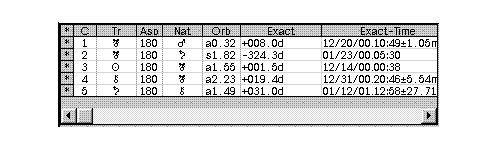 * C Tr Asp Nat Orb Exact Exact-Time
* 1 ♉ 180 ♂ a0.32 +008.0d 12/20/00.10:49±1.05m
* 2 ♉ 180 ♄ s1.82 -324.3d 01/23/00.05:30
* 3 ☉ 180 ♉ a1.55 +001.5d 12/14/00.00:38
* 4 ⚷ 180 ♉ a2.23 +019.4d 12/31/00.20:46±5.54m
* 5 ♄ 180 ⚷ a1.49 +031.0d 01/12/01.12:58±27.71